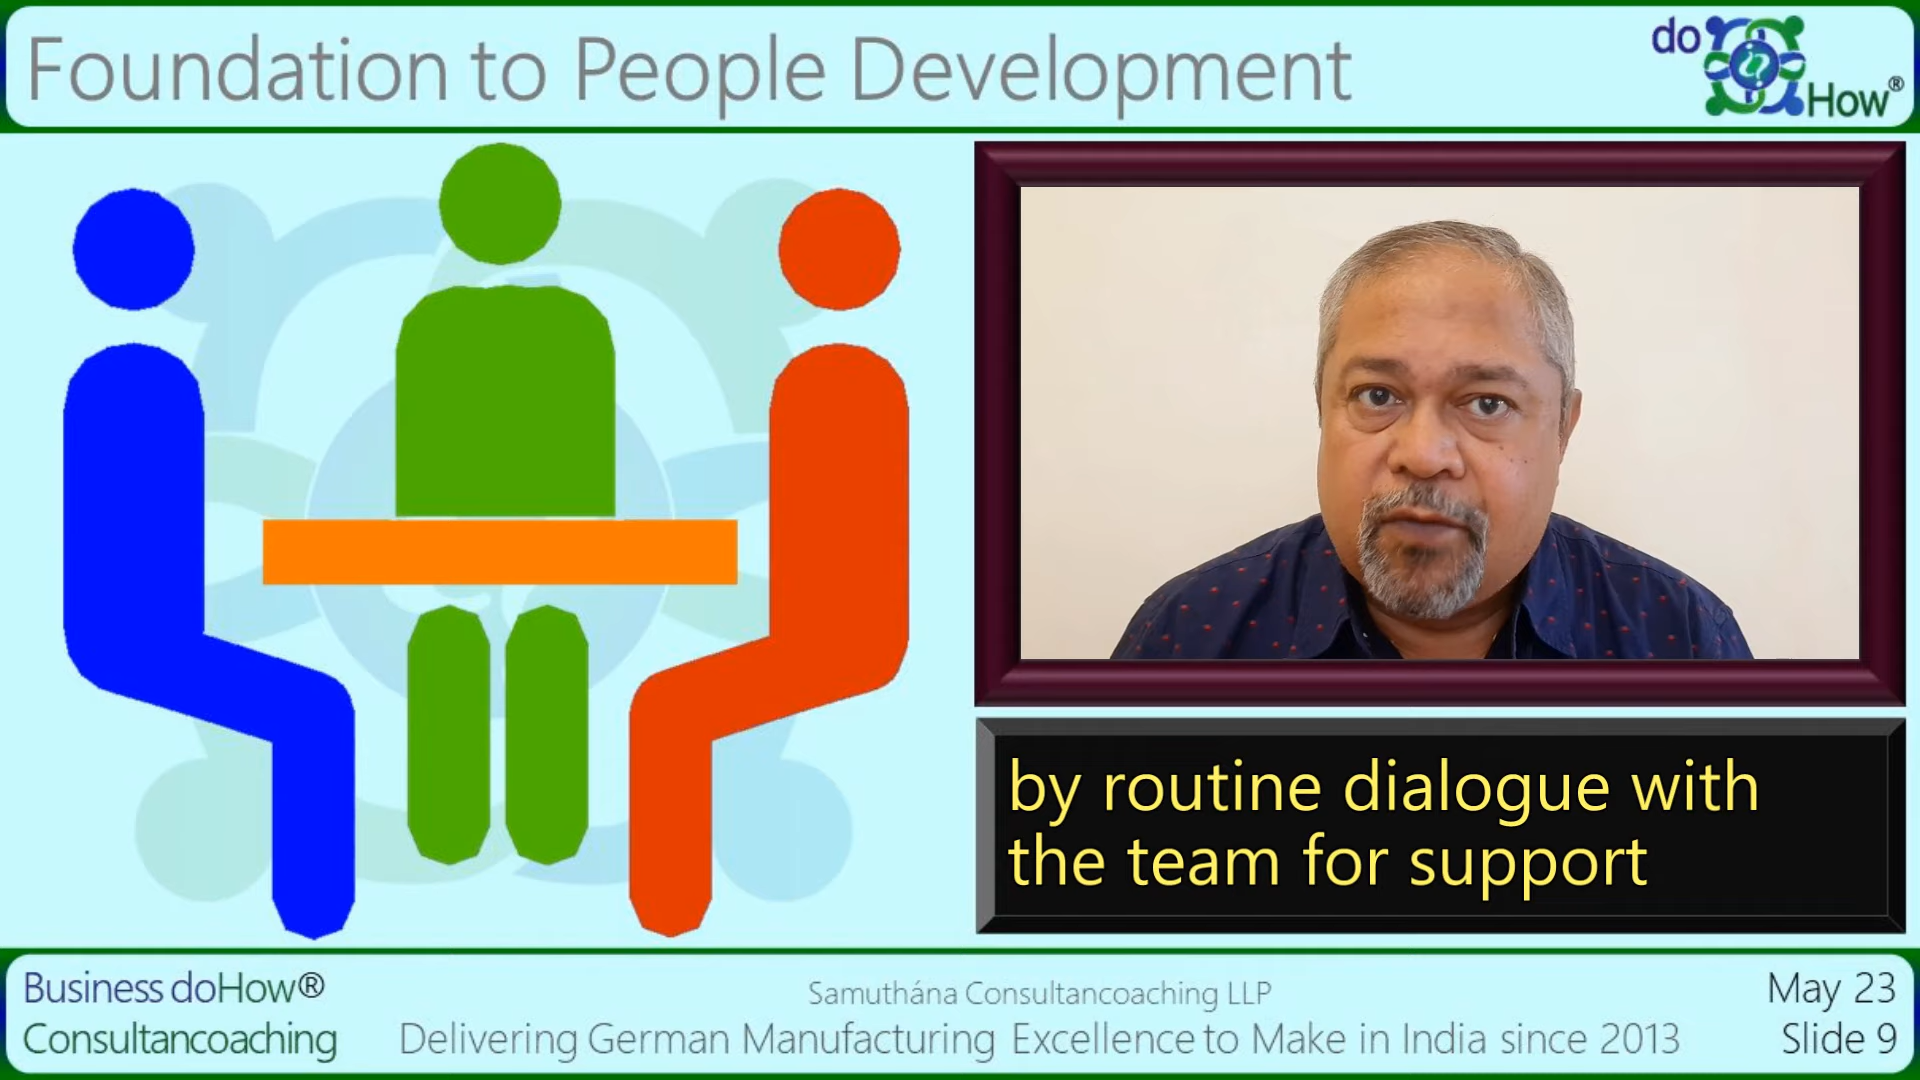 Foundation to People Development
do
How®
by routine dialogue with
the team for support
Business doHow®
Consultancoaching
Samuthána Consultancoaching LLP
Delivering German Manufacturing Excellence to Make in India since 2013
May 23
Slide 9